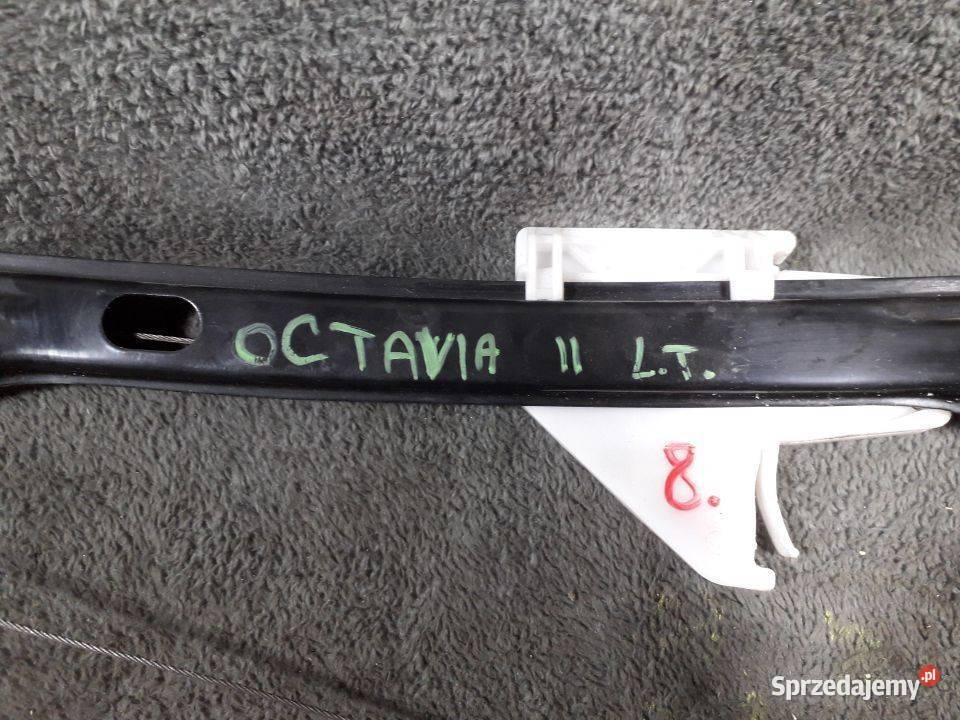 OCTAVIA II L.T.
8.
Sprzedajemy.pl